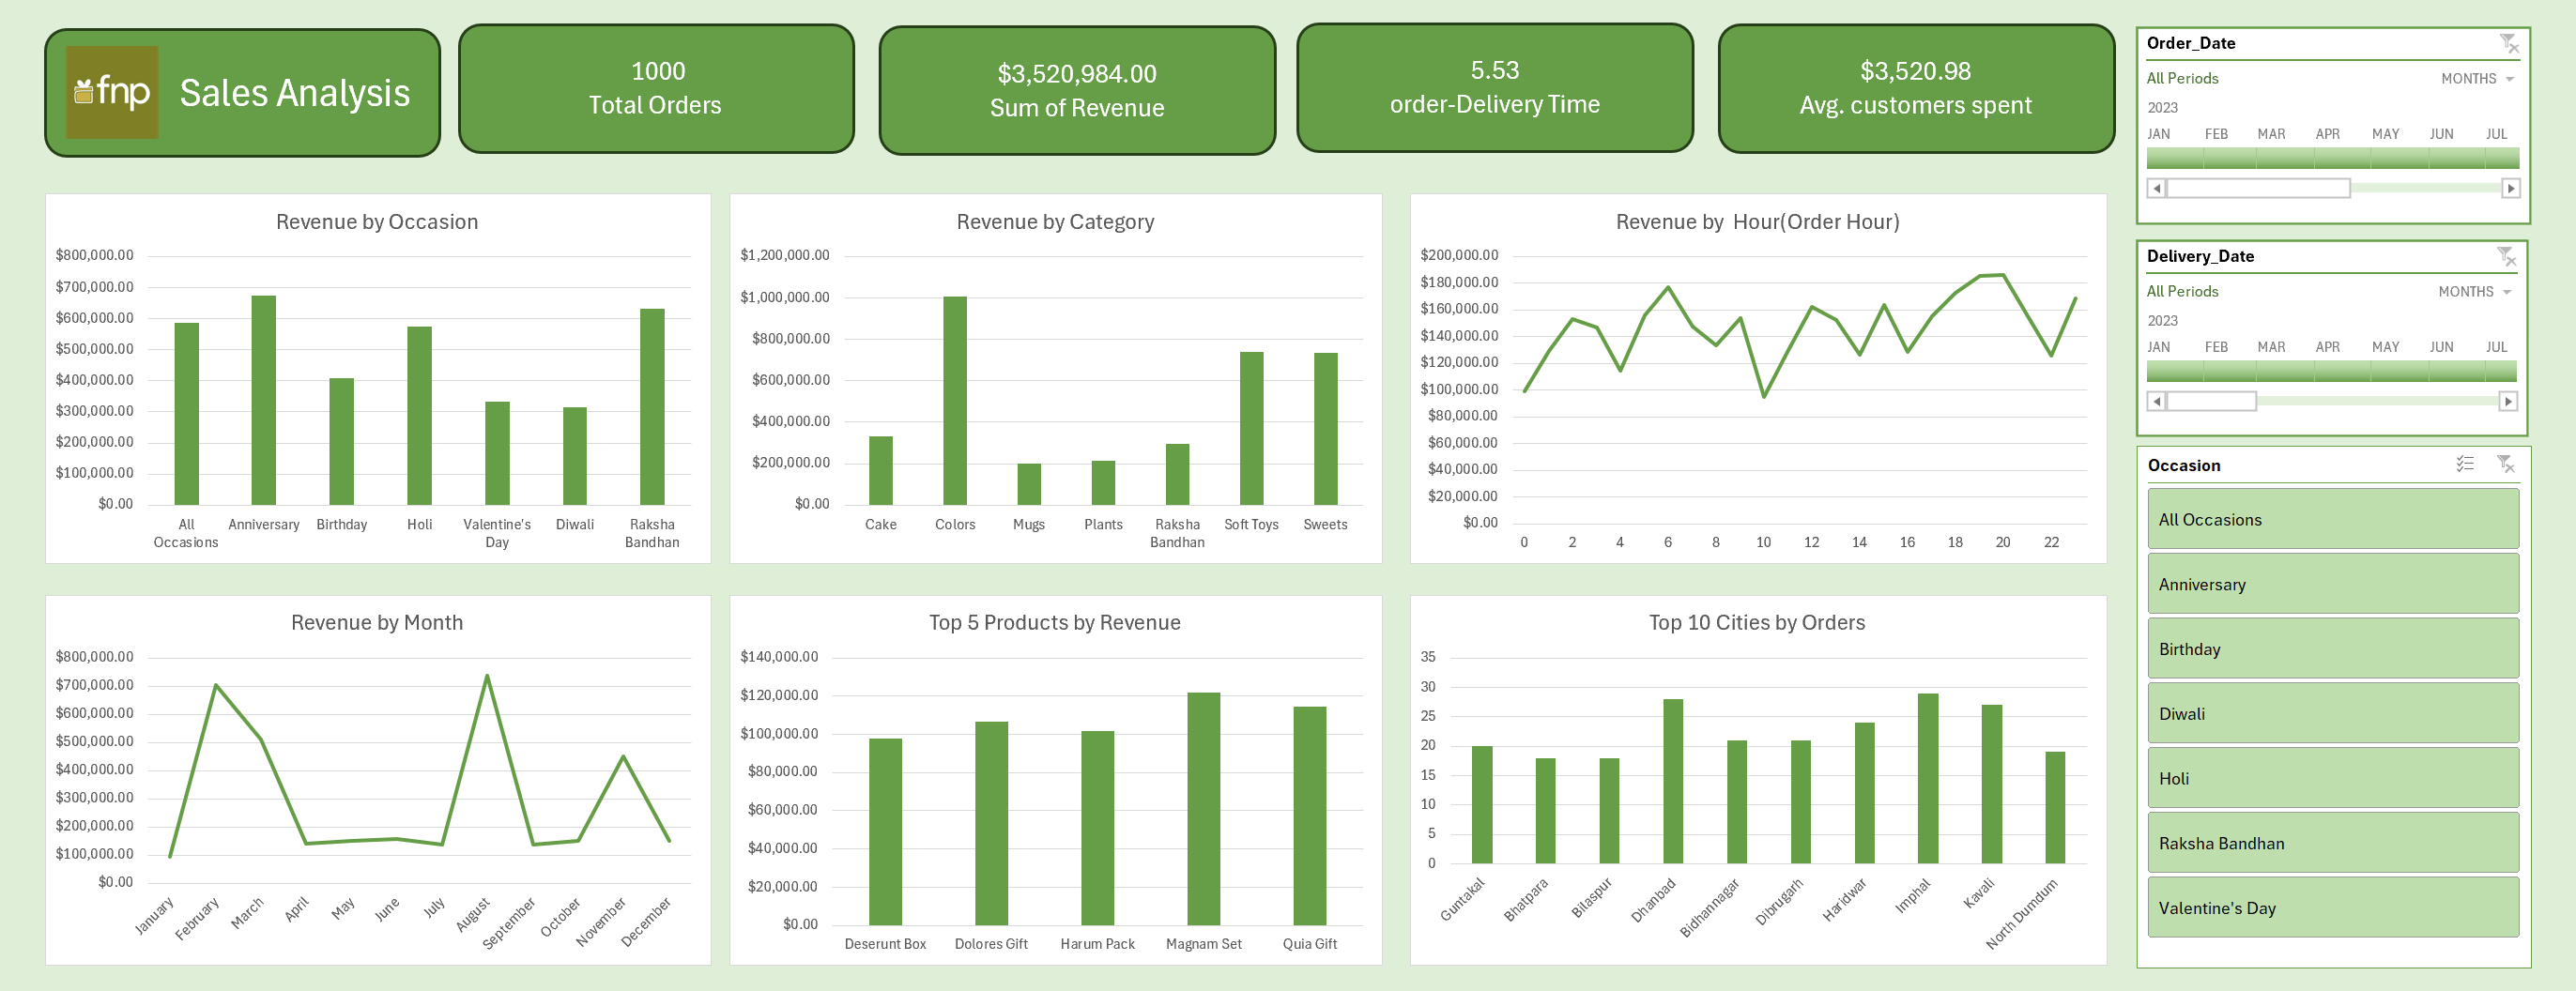 fnp
Sales Analysis
1000
Total Orders
$3,520,984.00
Sum of Revenue
5.53
order-Delivery Time
$3,520.98
Avg. customers spent
Order_Date
All Periods
MONTHS
2023
JAN FEB MAR APR MAY JUN JUL
Delivery_Date
All Periods
MONTHS
2023
JAN FEB MAR APR MAY JUN JUL
Occasion
All Occasions
Anniversary
Birthday
Diwali
Holi
Raksha Bandhan
Valentine's Day
Revenue by Occasion
$800,000.00
$700,000.00
$600,000.00
$500,000.00
$400,000.00
$300,000.00
$200,000.00
$100,000.00
$0.00
All Occasions
Anniversary
Birthday
Holi
Valentine's Day
Diwali
Raksha Bandhan
Revenue by Category
$1,200,000.00
$1,000,000.00
$800,000.00
$600,000.00
$400,000.00
$200,000.00
$0.00
Cake
Colors
Mugs
Plants
Raksha Bandhan
Soft Toys
Sweets
Revenue by Hour(Order Hour)
$200,000.00
$180,000.00
$160,000.00
$140,000.00
$120,000.00
$100,000.00
$80,000.00
$60,000.00
$40,000.00
$20,000.00
$0.00
0 2 4 6 8 10 12 14 16 18 20 22
Revenue by Month
$800,000.00
$700,000.00
$600,000.00
$500,000.00
$400,000.00
$300,000.00
$200,000.00
$100,000.00
$0.00
January
February
March
April
May
June
July
August
September
October
November
December
Top 5 Products by Revenue
$140,000.00
$120,000.00
$100,000.00
$80,000.00
$60,000.00
$40,000.00
$20,000.00
$0.00
Deserunt Box
Dolores Gift
Harum Pack
Magnam Set
Quia Gift
Top 10 Cities by Orders
35
30
25
20
15
10
5
0
Guntakal
Bhatpara
Bilaspur
Dhanbad
Bidhannagar
Dibrugarh
Haridwar
Imphal
Kavali
North Dumdum